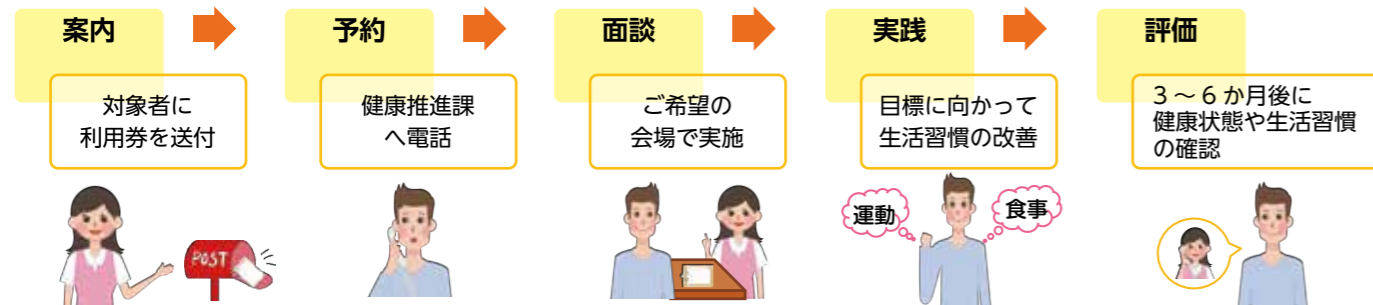 案内
対象者に
利用券を送付
予約
健康推進課
へ電話
面談
ご希望の
会場で実施
実践
目標に向かって
生活習慣の改善
評価
3～6か月後に
健康状態や生活習慣
の確認
POST
運動
食事